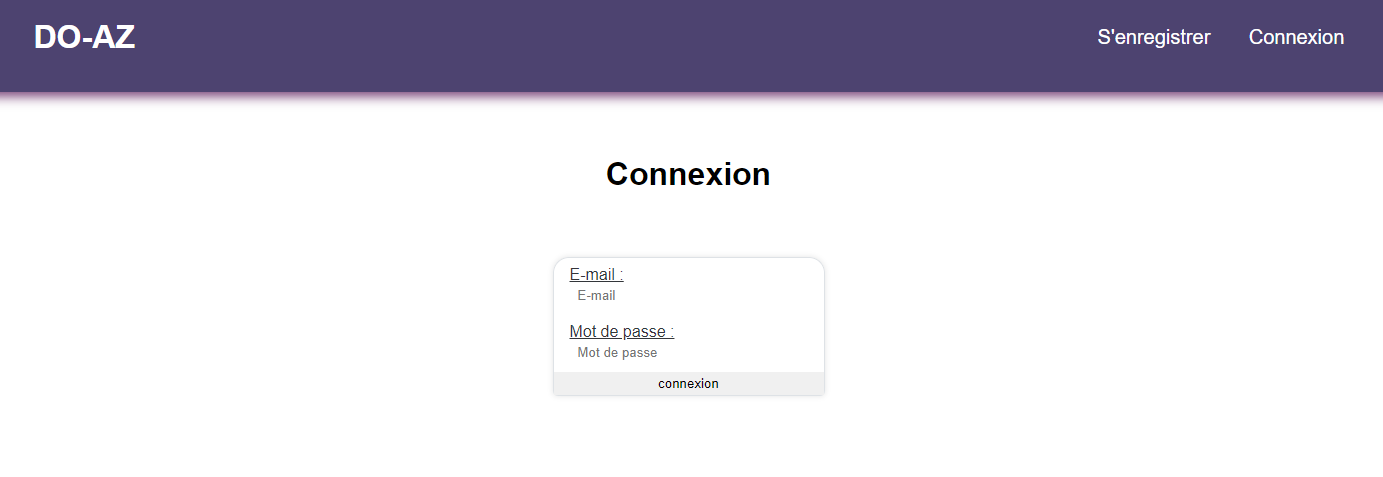 DO-AZ
S'enregistrer
Connexion
Connexion
E-mail :
E-mail
Mot de passe :
Mot de passe
connexion